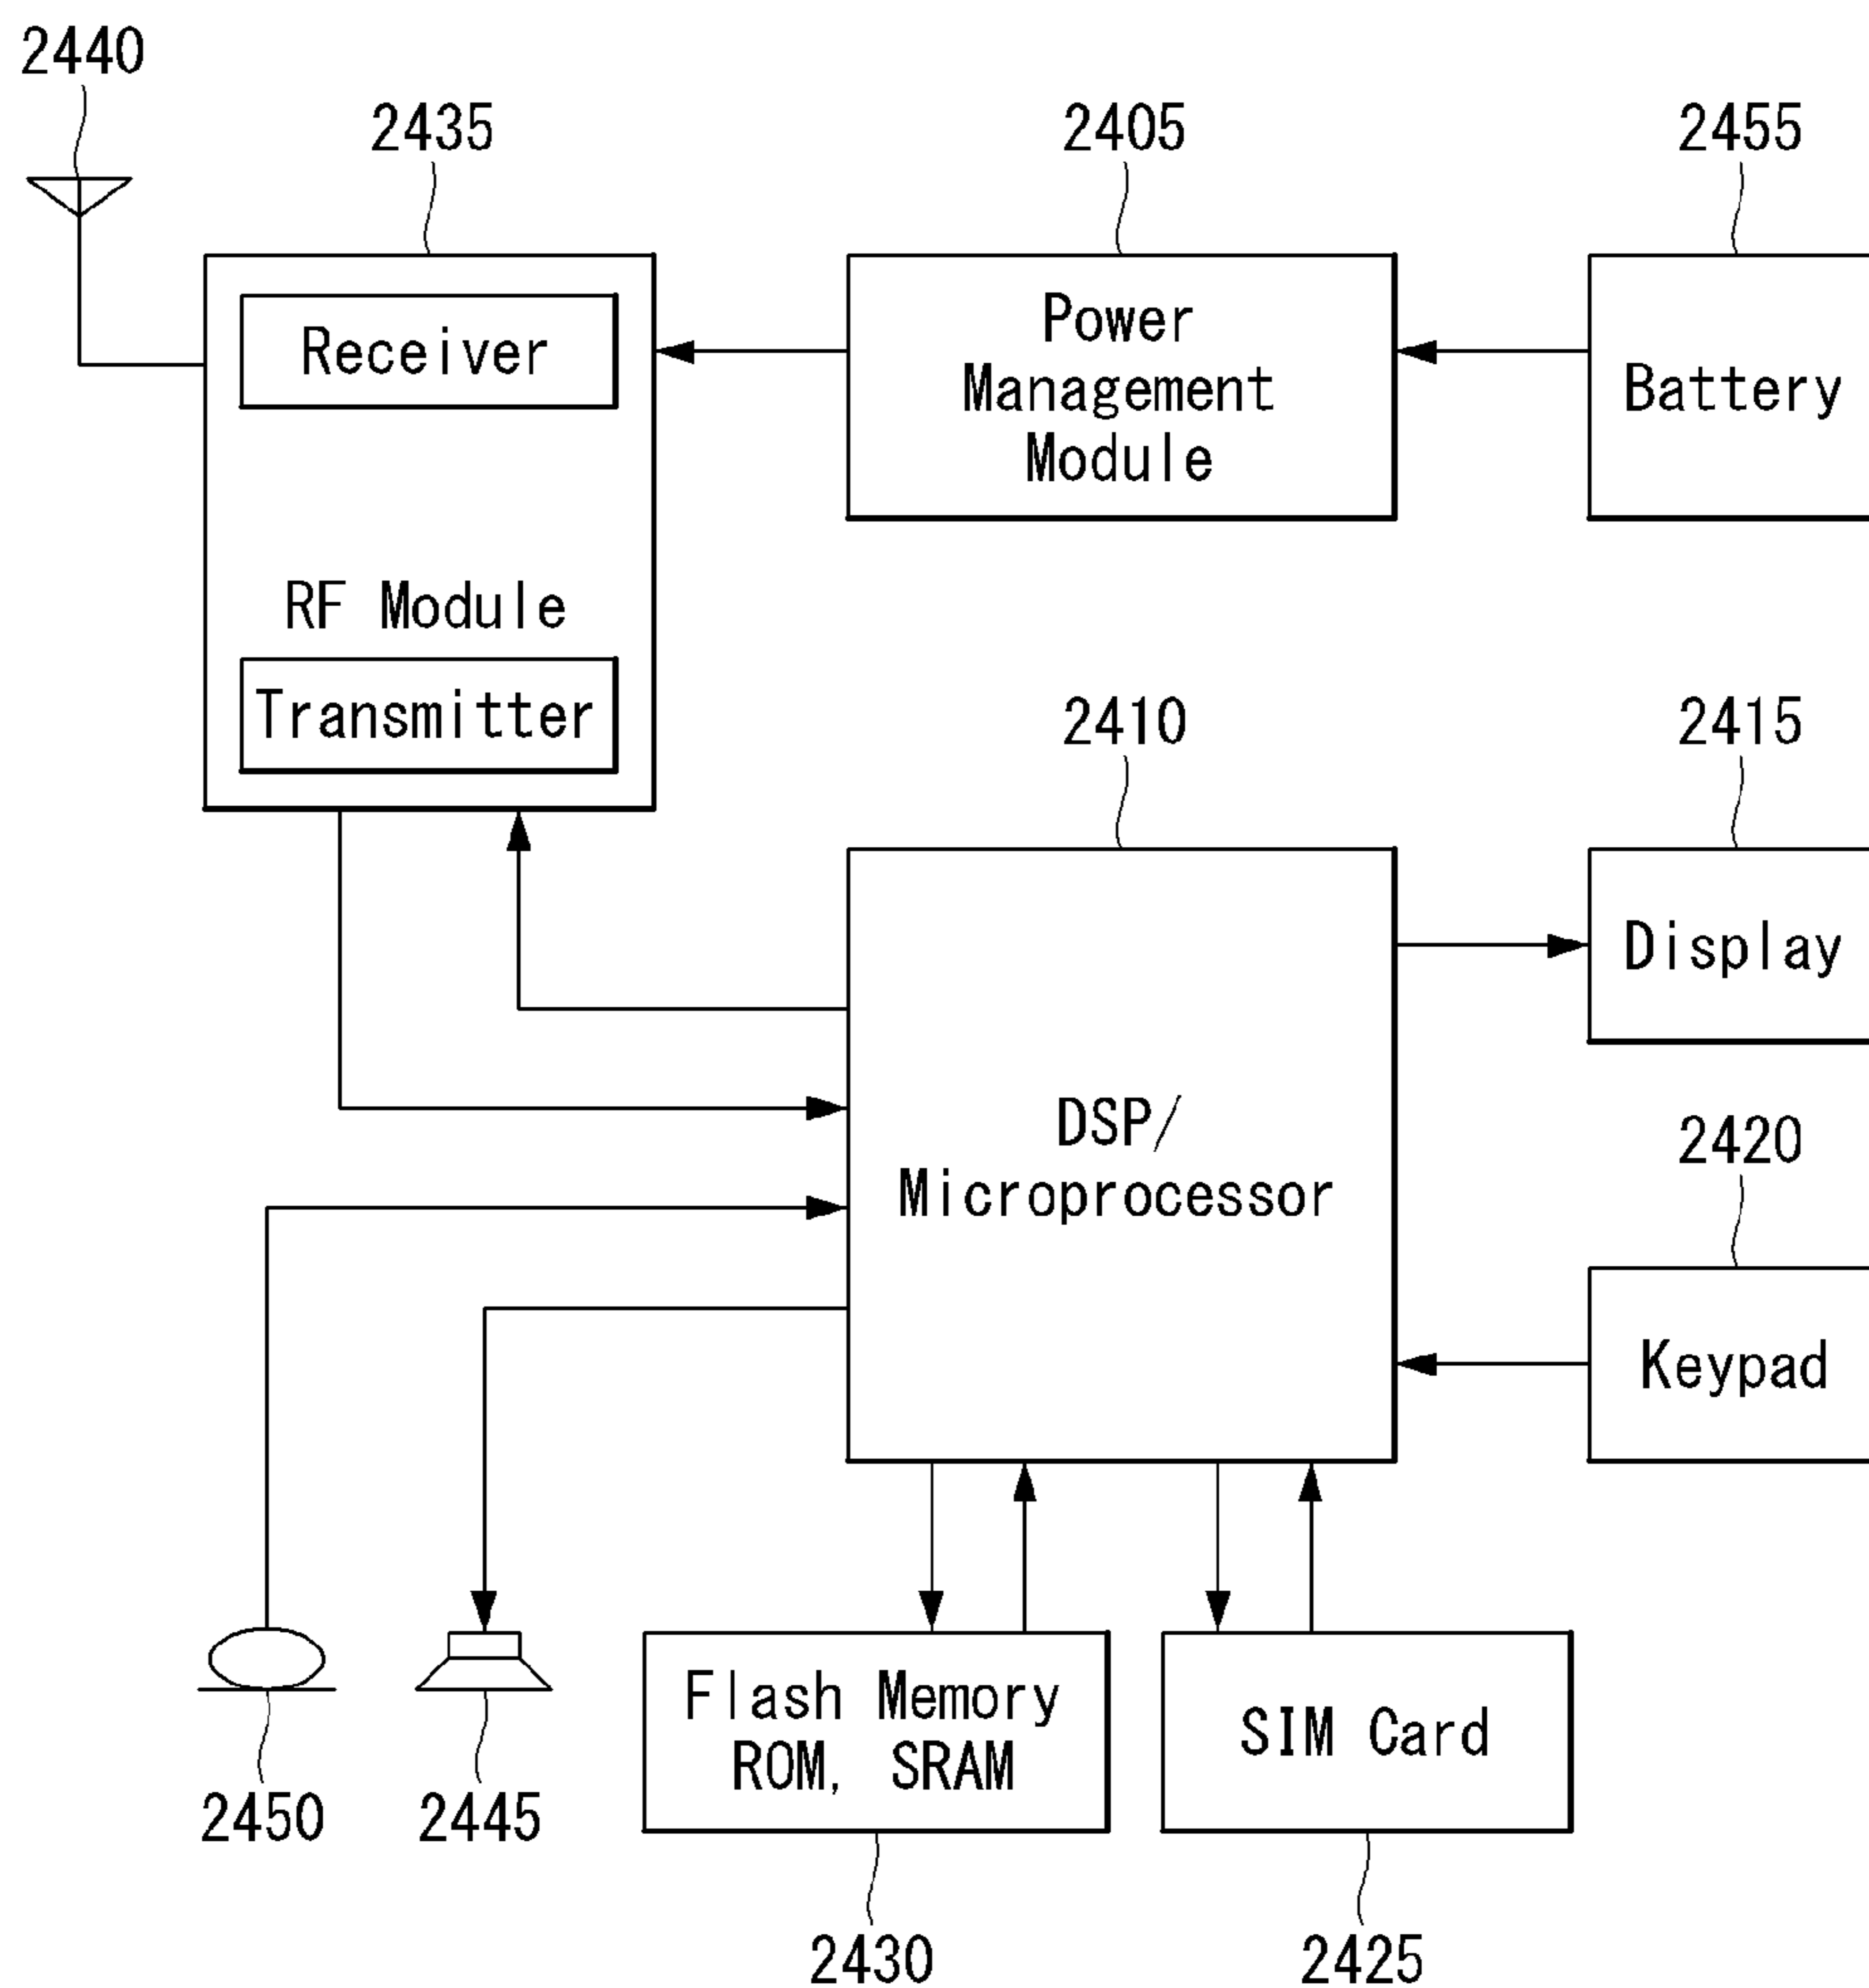 2440
2435
2405
2455
Receiver
RF Module
Transmitter
Power
Management
Module
Battery
2410
2415
DSP/
Microprocessor
Display
2420
Keypad
Flash Memory
ROM, SRAM
SIM Card
2450
2445
2430
2425